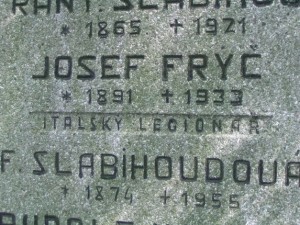 * 1865 + 1921
JOSEF FRYČ
* 1891 + 1933
ITALSKÝ LEGIONÁŘ
F. SLABIHOUDOVÁ
* 1874 + 1955